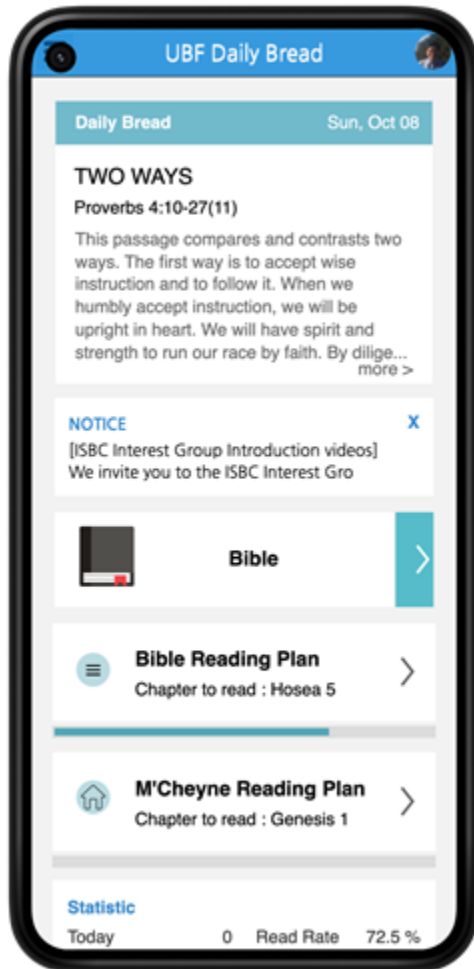 UBF Daily Bread
Daily Bread Sun, Oct 08
TWO WAYS
Proverbs 4:10-27(11)
This passage compares and contrasts two
ways. The first way is to accept wise
instruction and to follow it. When we
humbly accept instruction, we will be
upright in heart. We will have spirit and
strength to run our race by faith. By dilige...
more >
NOTICE X
[ISBC Interest Group Introduction videos]
We invite you to the ISBC Interest Gro
Bible
Bible Reading Plan
Chapter to read : Hosea 5
M'Cheyne Reading Plan
Chapter to read : Genesis 1
Statistic
Today 0 Read Rate 72.5 %